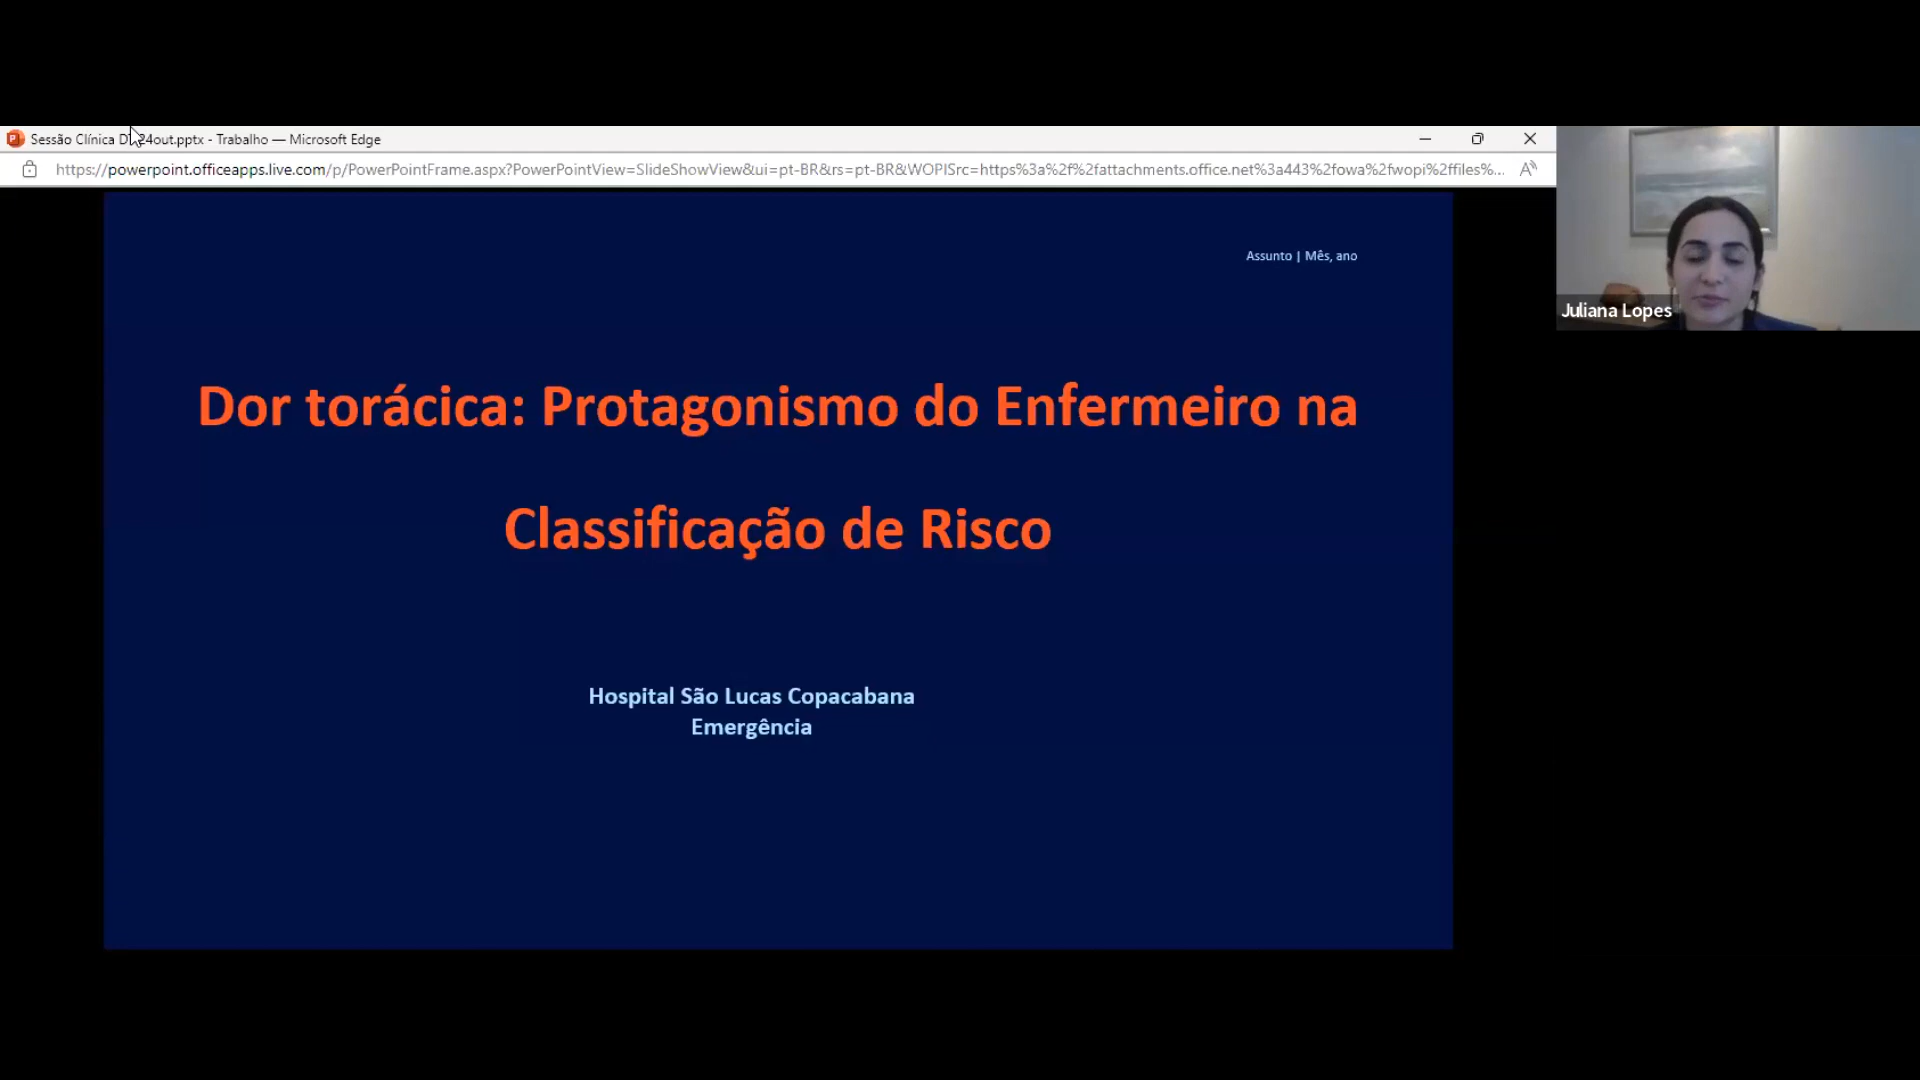 Sessão Clínica D 24out.pptx - Trabalho — Microsoft Edge
https://powerpoint.officeapps.live.com/p/PowerPointFrame.aspx?PowerPointView=SlideShowView&ui=pt-BR&rs=pt-BR&WOPISrc=https%3a%2f%2fattachments.office.net%3a443%2fowa%2fwopi%2ffiles%...
Assunto | Mês, ano
Dor torácica: Protagonismo do Enfermeiro na
Classificação de Risco
Hospital São Lucas Copacabana
Emergência
Juliana Lopes